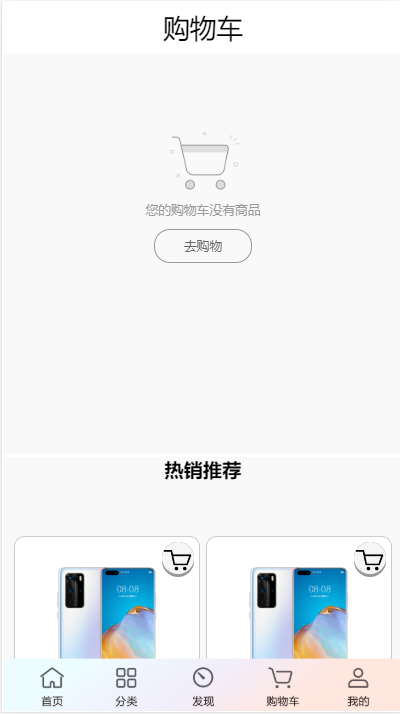 购物车
您的购物车没有商品
去购物
热销推荐
08:08
08:08
首页
分类
发现
购物车
我的